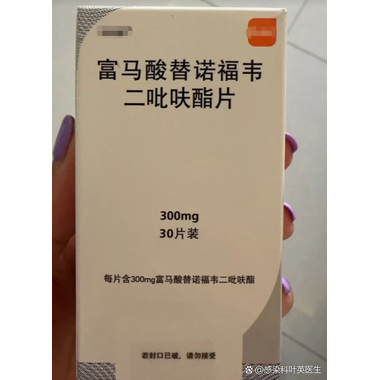 富马酸替诺福韦
二吡呋酯片
300mg
30片装
每片含300mg富马酸替诺福韦二吡呋酯
若封口已破，请勿接受
@感染科叶英医生